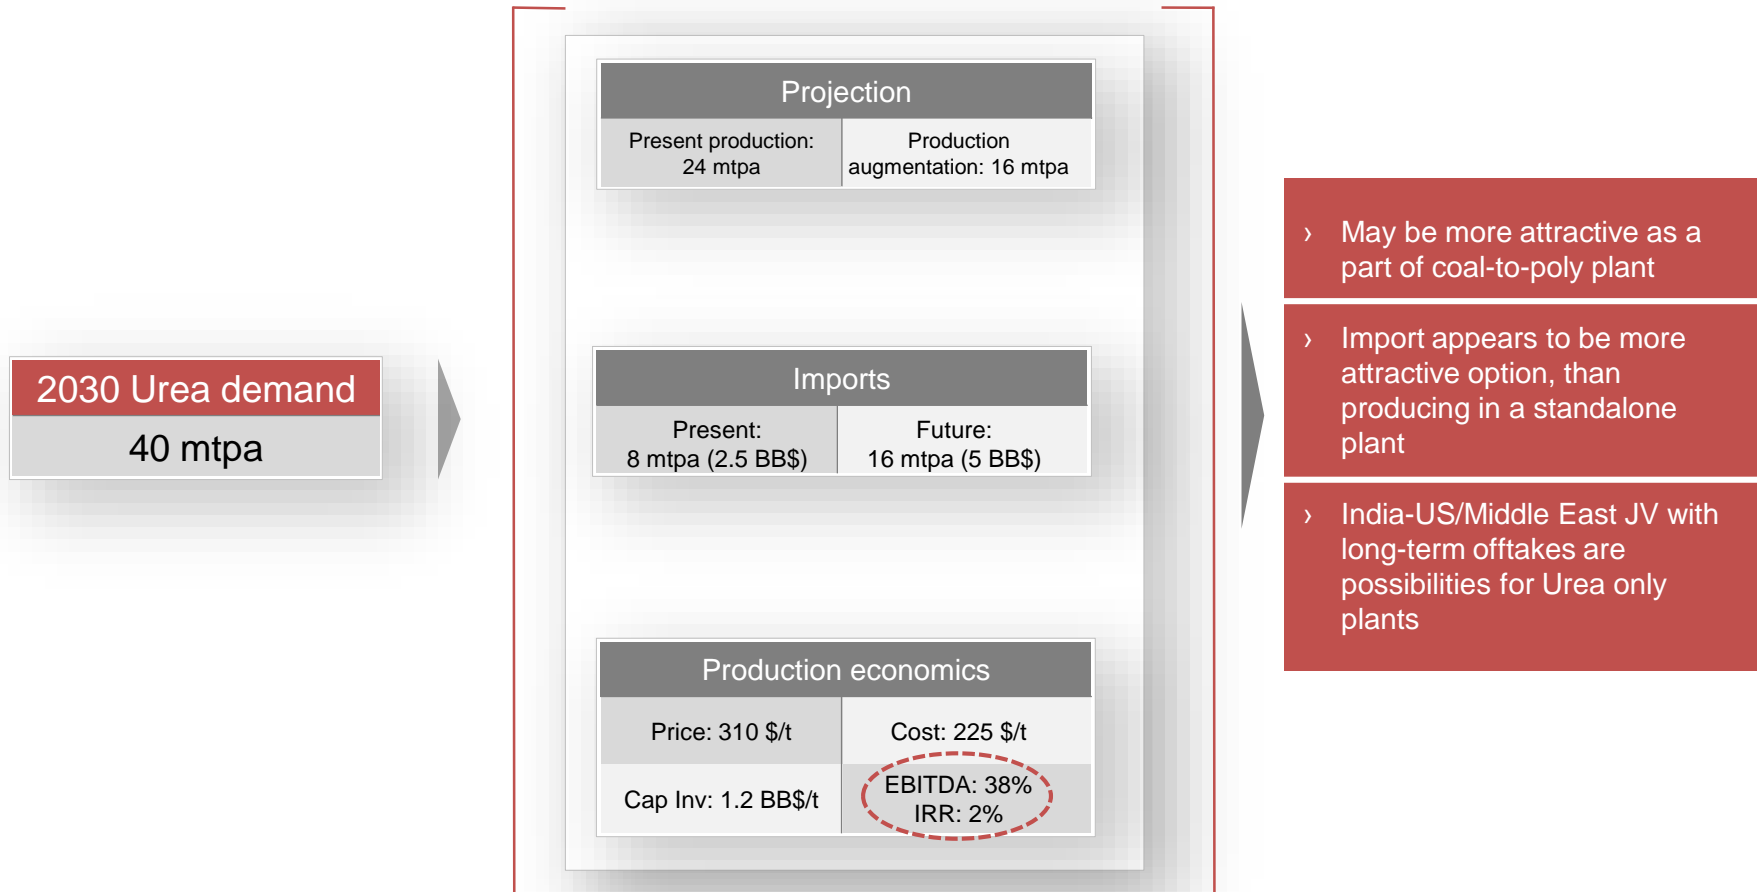 2030 Urea demand
40 mtpa
Projection
Present production:
24 mtpa
Production
augmentation: 16 mtpa
Imports
Present:
8 mtpa (2.5 BB$)
Future:
16 mtpa (5 BB$)
Production economics
Price: 310 $/t
Cost: 225 $/t
Cap Inv: 1.2 BB$/t
EBITDA: 38%
IRR: 2%
› May be more attractive as a
part of coal-to-poly plant
› Import appears to be more
attractive option, than
producing in a standalone
plant
› India-US/Middle East JV with
long-term offtakes are
possibilities for Urea only
plants